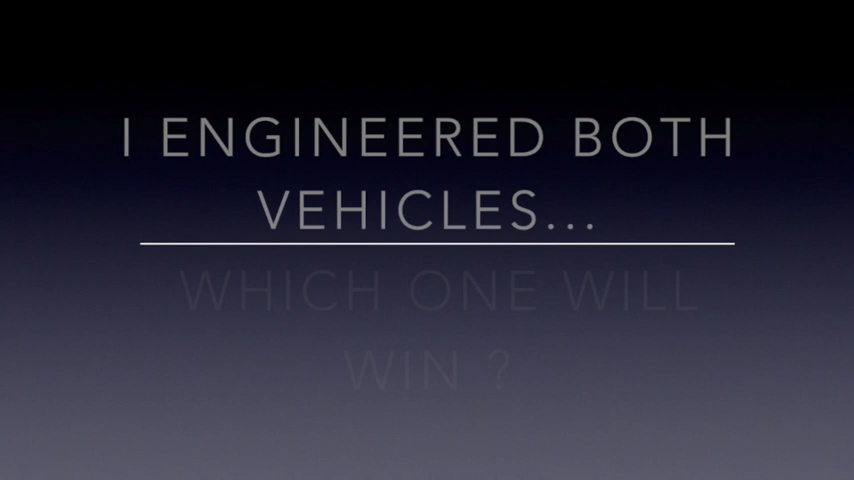 I ENGINEERED BOTH
VEHICLES...
WHICH ONE WILL
WIN ?